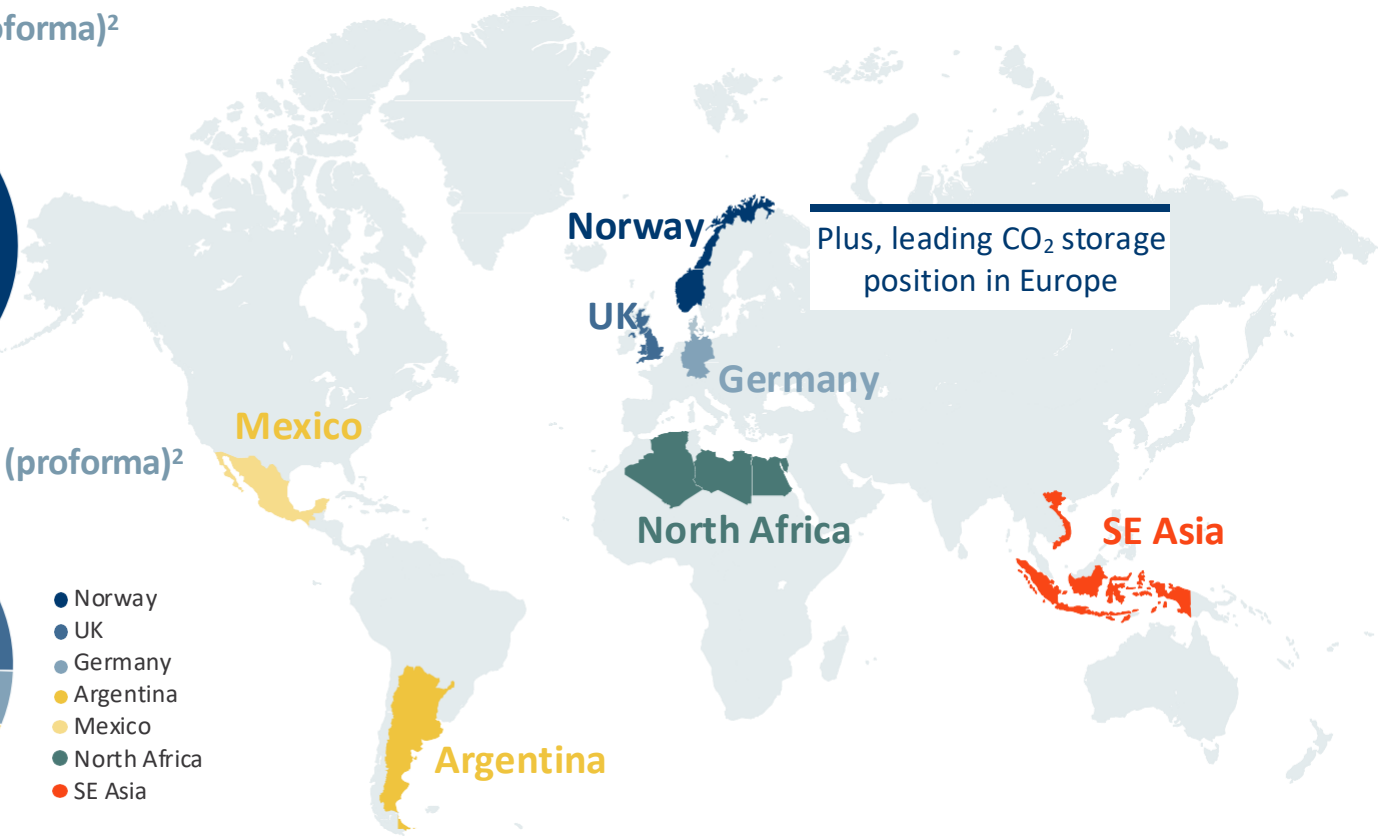 forma)²
Norway
Plus, leading CO₂ storage
position in Europe
UK
Germany
Mexico
(proforma)²
North Africa
SE Asia
Norway
UK
Germany
Argentina
Mexico
North Africa
SE Asia
Argentina